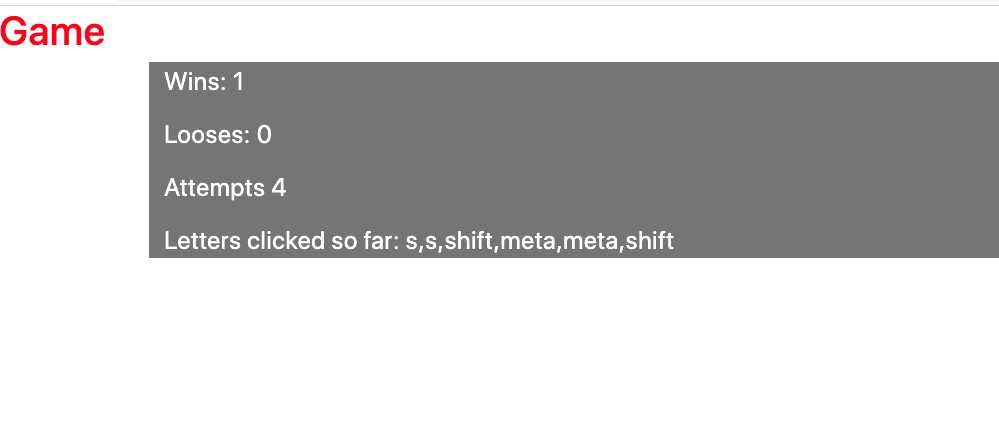 Game
Wins: 1
Looses: 0
Attempts 4
Letters clicked so far: s,s,shift,meta,meta,shift